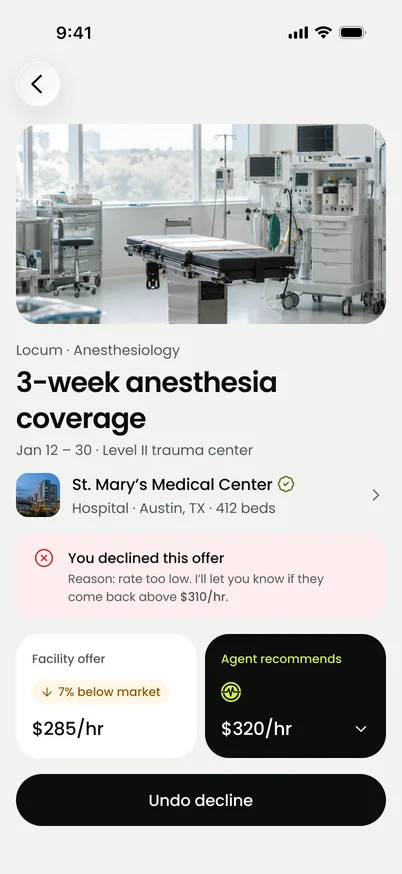 9:41
Locum · Anesthesiology
3-week anesthesia
coverage
Jan 12 – 30 · Level II trauma center
St. Mary’s Medical Center
Hospital · Austin, TX · 412 beds
You declined this offer
Reason: rate too low. I’ll let you know if they
come back above $310/hr.
Facility offer
7% below market
$285/hr
Agent recommends
$320/hr
Undo decline